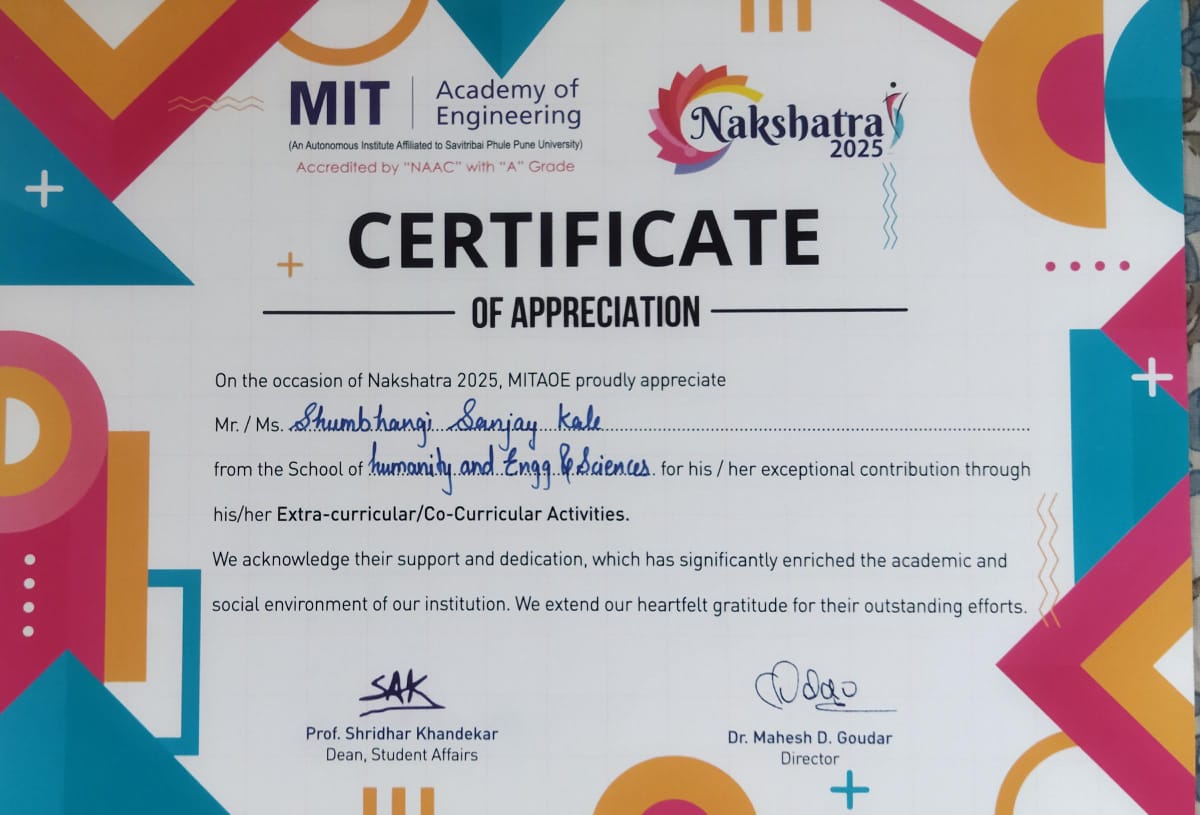 MIT Academy of Engineering
(An Autonomous Institute Affiliated to Savitribai Phule Pune University)
Accredited by "NAAC" with "A" Grade
Nakshatra 2025
CERTIFICATE
OF APPRECIATION
On the occasion of Nakshatra 2025, MITAOE proudly appreciate
Mr. / Ms. Shumbhangi Sanjay Kale
from the School of humanity and Engg & Sciences. for his / her exceptional contribution through
his/her Extra-curricular/Co-Curricular Activities.
We acknowledge their support and dedication, which has significantly enriched the academic and
social environment of our institution. We extend our heartfelt gratitude for their outstanding efforts.
SAK
Prof. Shridhar Khandekar
Dean, Student Affairs
Dr. Mahesh D. Goudar
Director